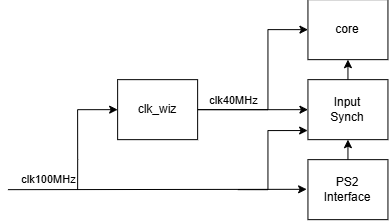 core
clk_wiz
clk40MHz
Input
Synch
clk100MHz
PS2
Interface